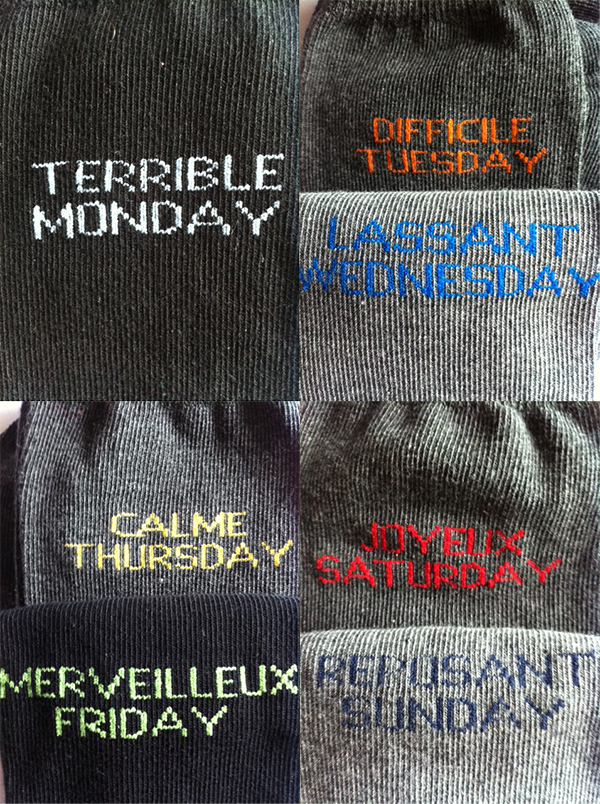 TERRIBLE
MONDAY
DIFFICILE
TUESDAY
LASSANT
WEDNESDAY
CALME
THURSDAY
MERVEILLEUX
FRIDAY
JOYEUX
SATURDAY
REPOSANT
SUNDAY